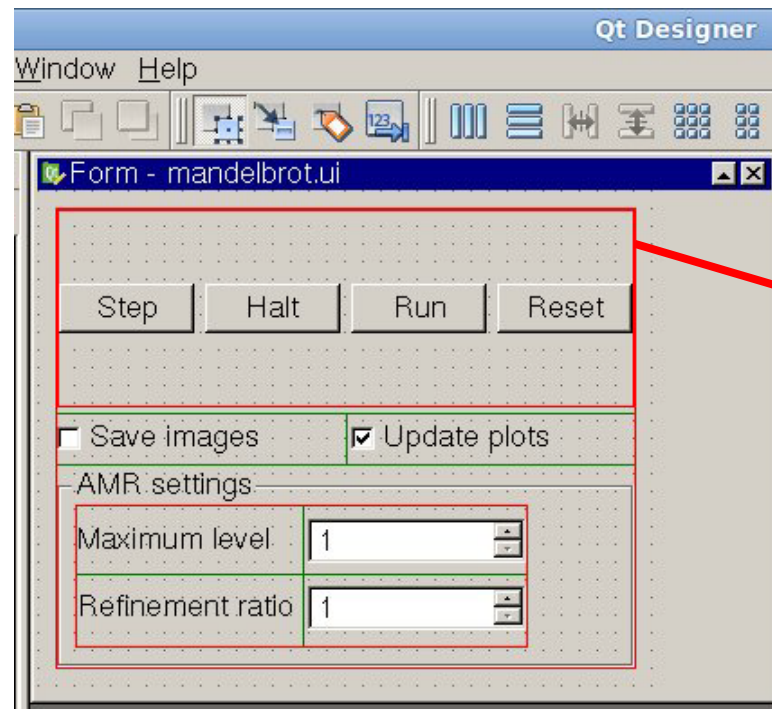 Qt Designer
Window Help
123
Form - mandelbrot.ui
Step Halt Run Reset
Save images Update plots
AMR settings
Maximum level 1
Refinement ratio 1